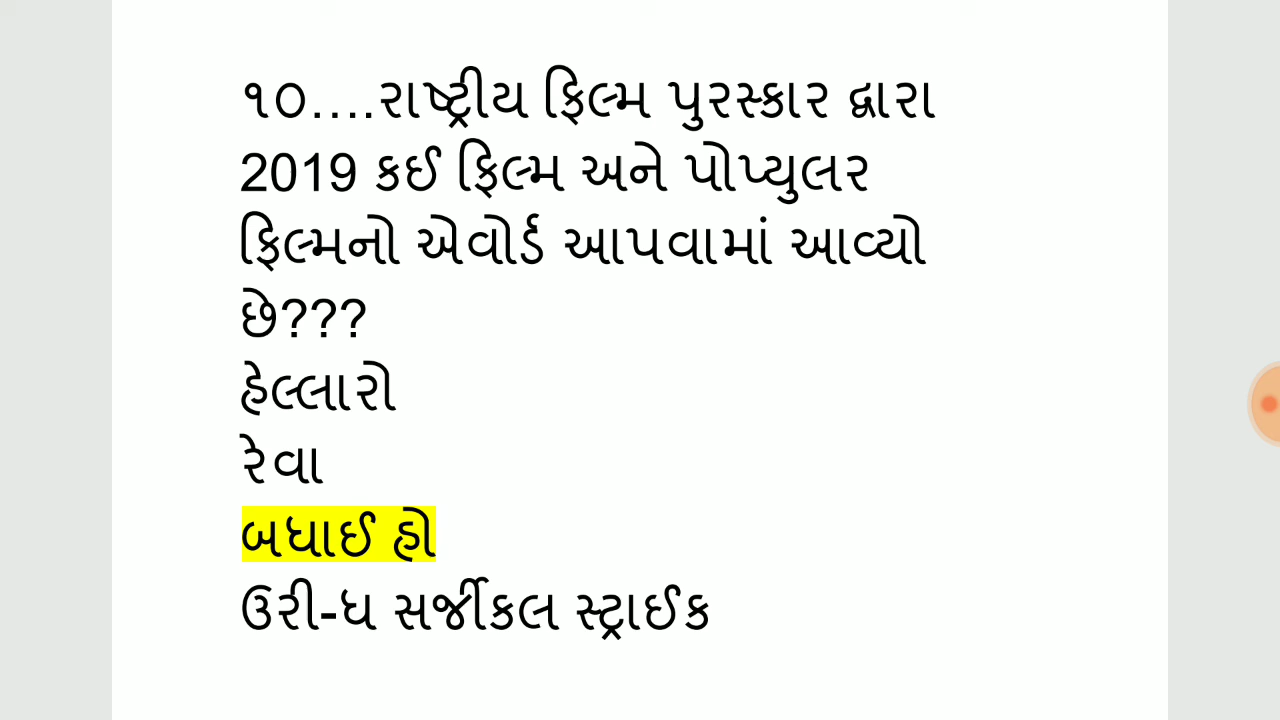 ૧૦....રાષ્ટ્રીય ફિલ્મ પુરસ્કાર દ્વારા
2019 કઈ ફિલ્મ અને પોપ્યુલર
ફિલ્મનો એવોર્ડ આપવામાં આવ્યો
છે???
હેલ્લારો
રેવા
બધાઈ હો
ઉરી-ધ સર્જીકલ સ્ટ્રાઈક